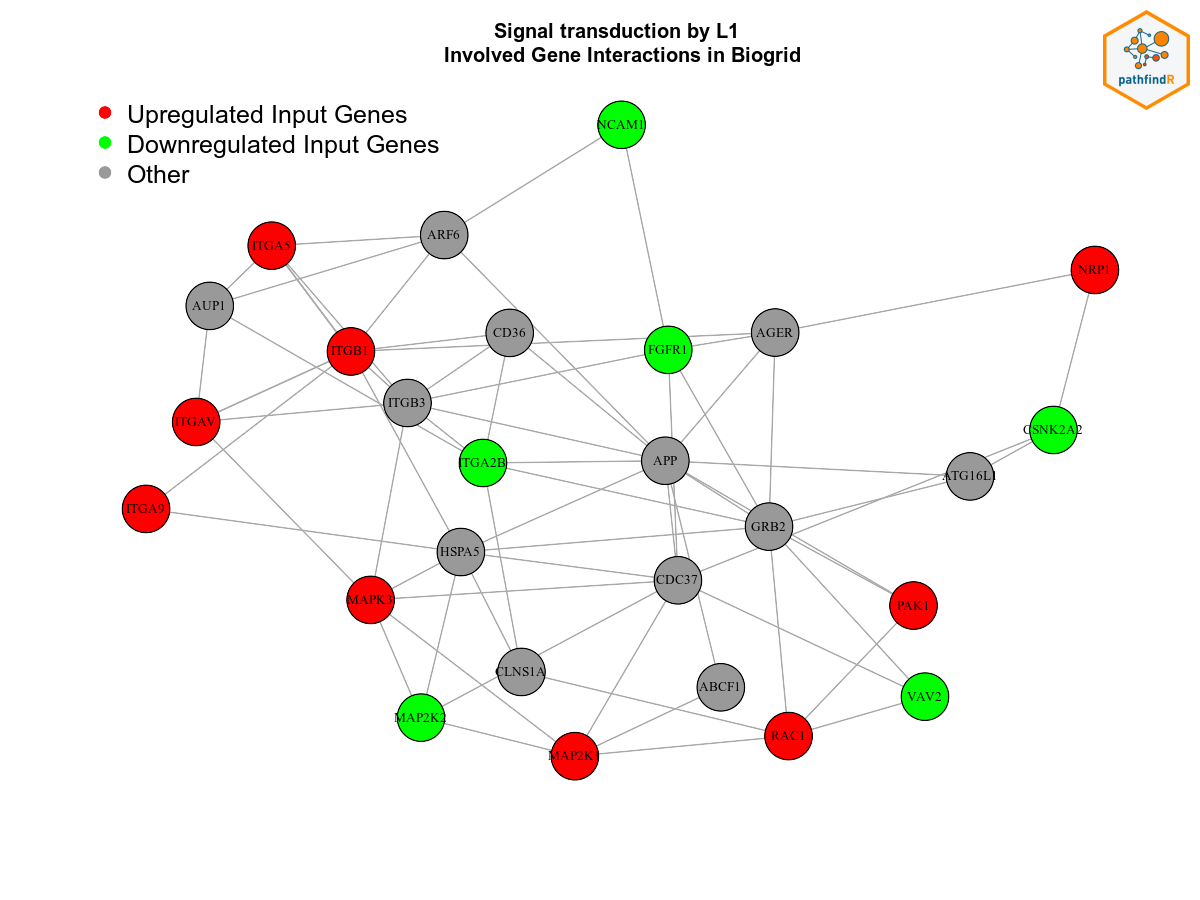 Signal transduction by L1
Involved Gene Interactions in Biogrid
pathfindR
Upregulated Input Genes
Downregulated Input Genes
Other
NCAM1
ITGA5
ARF6
NRP1
AUP1
CD36
AGER
ITGB1
FGFR1
ITGB3
ITGAV
CSNK2A2
ITGA2B
APP
ATG16L1
ITGA9
GRB2
HSPA5
CDC37
MAPK3
PAK1
CLNS1A
ABCF1
VAV2
MAP2K2
RAC1
MAP2K1